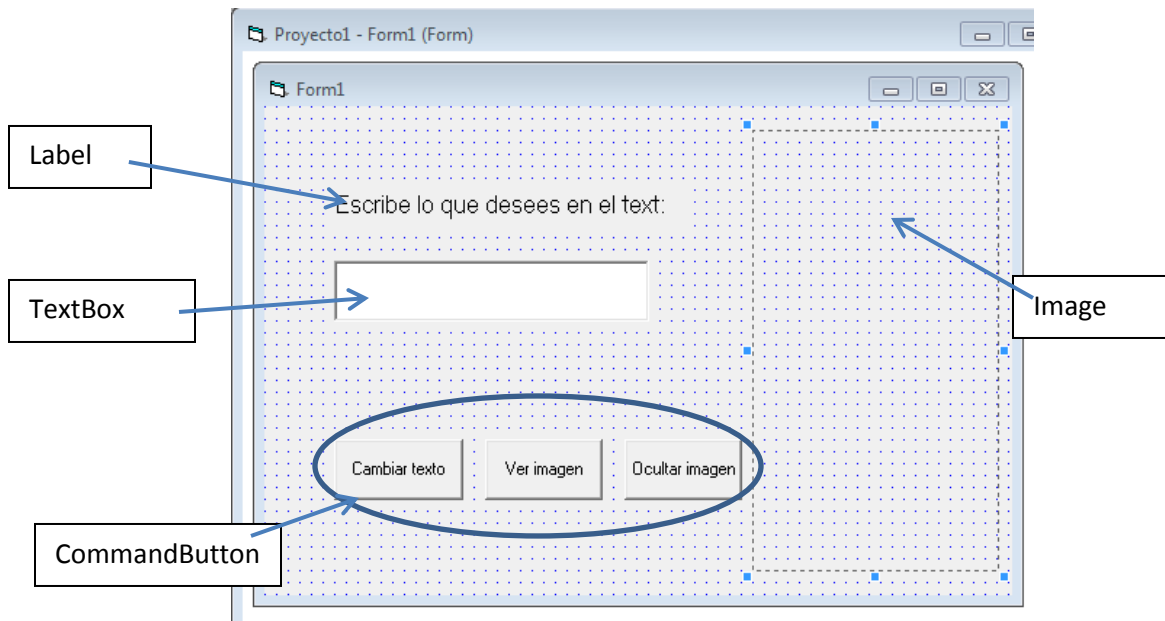 Proyecto1 - Form1 (Form)
Form1
Label
Escribe lo que desees en el text:
TextBox
Image
Cambiar texto
Ver imagen
Ocultar imagen
CommandButton